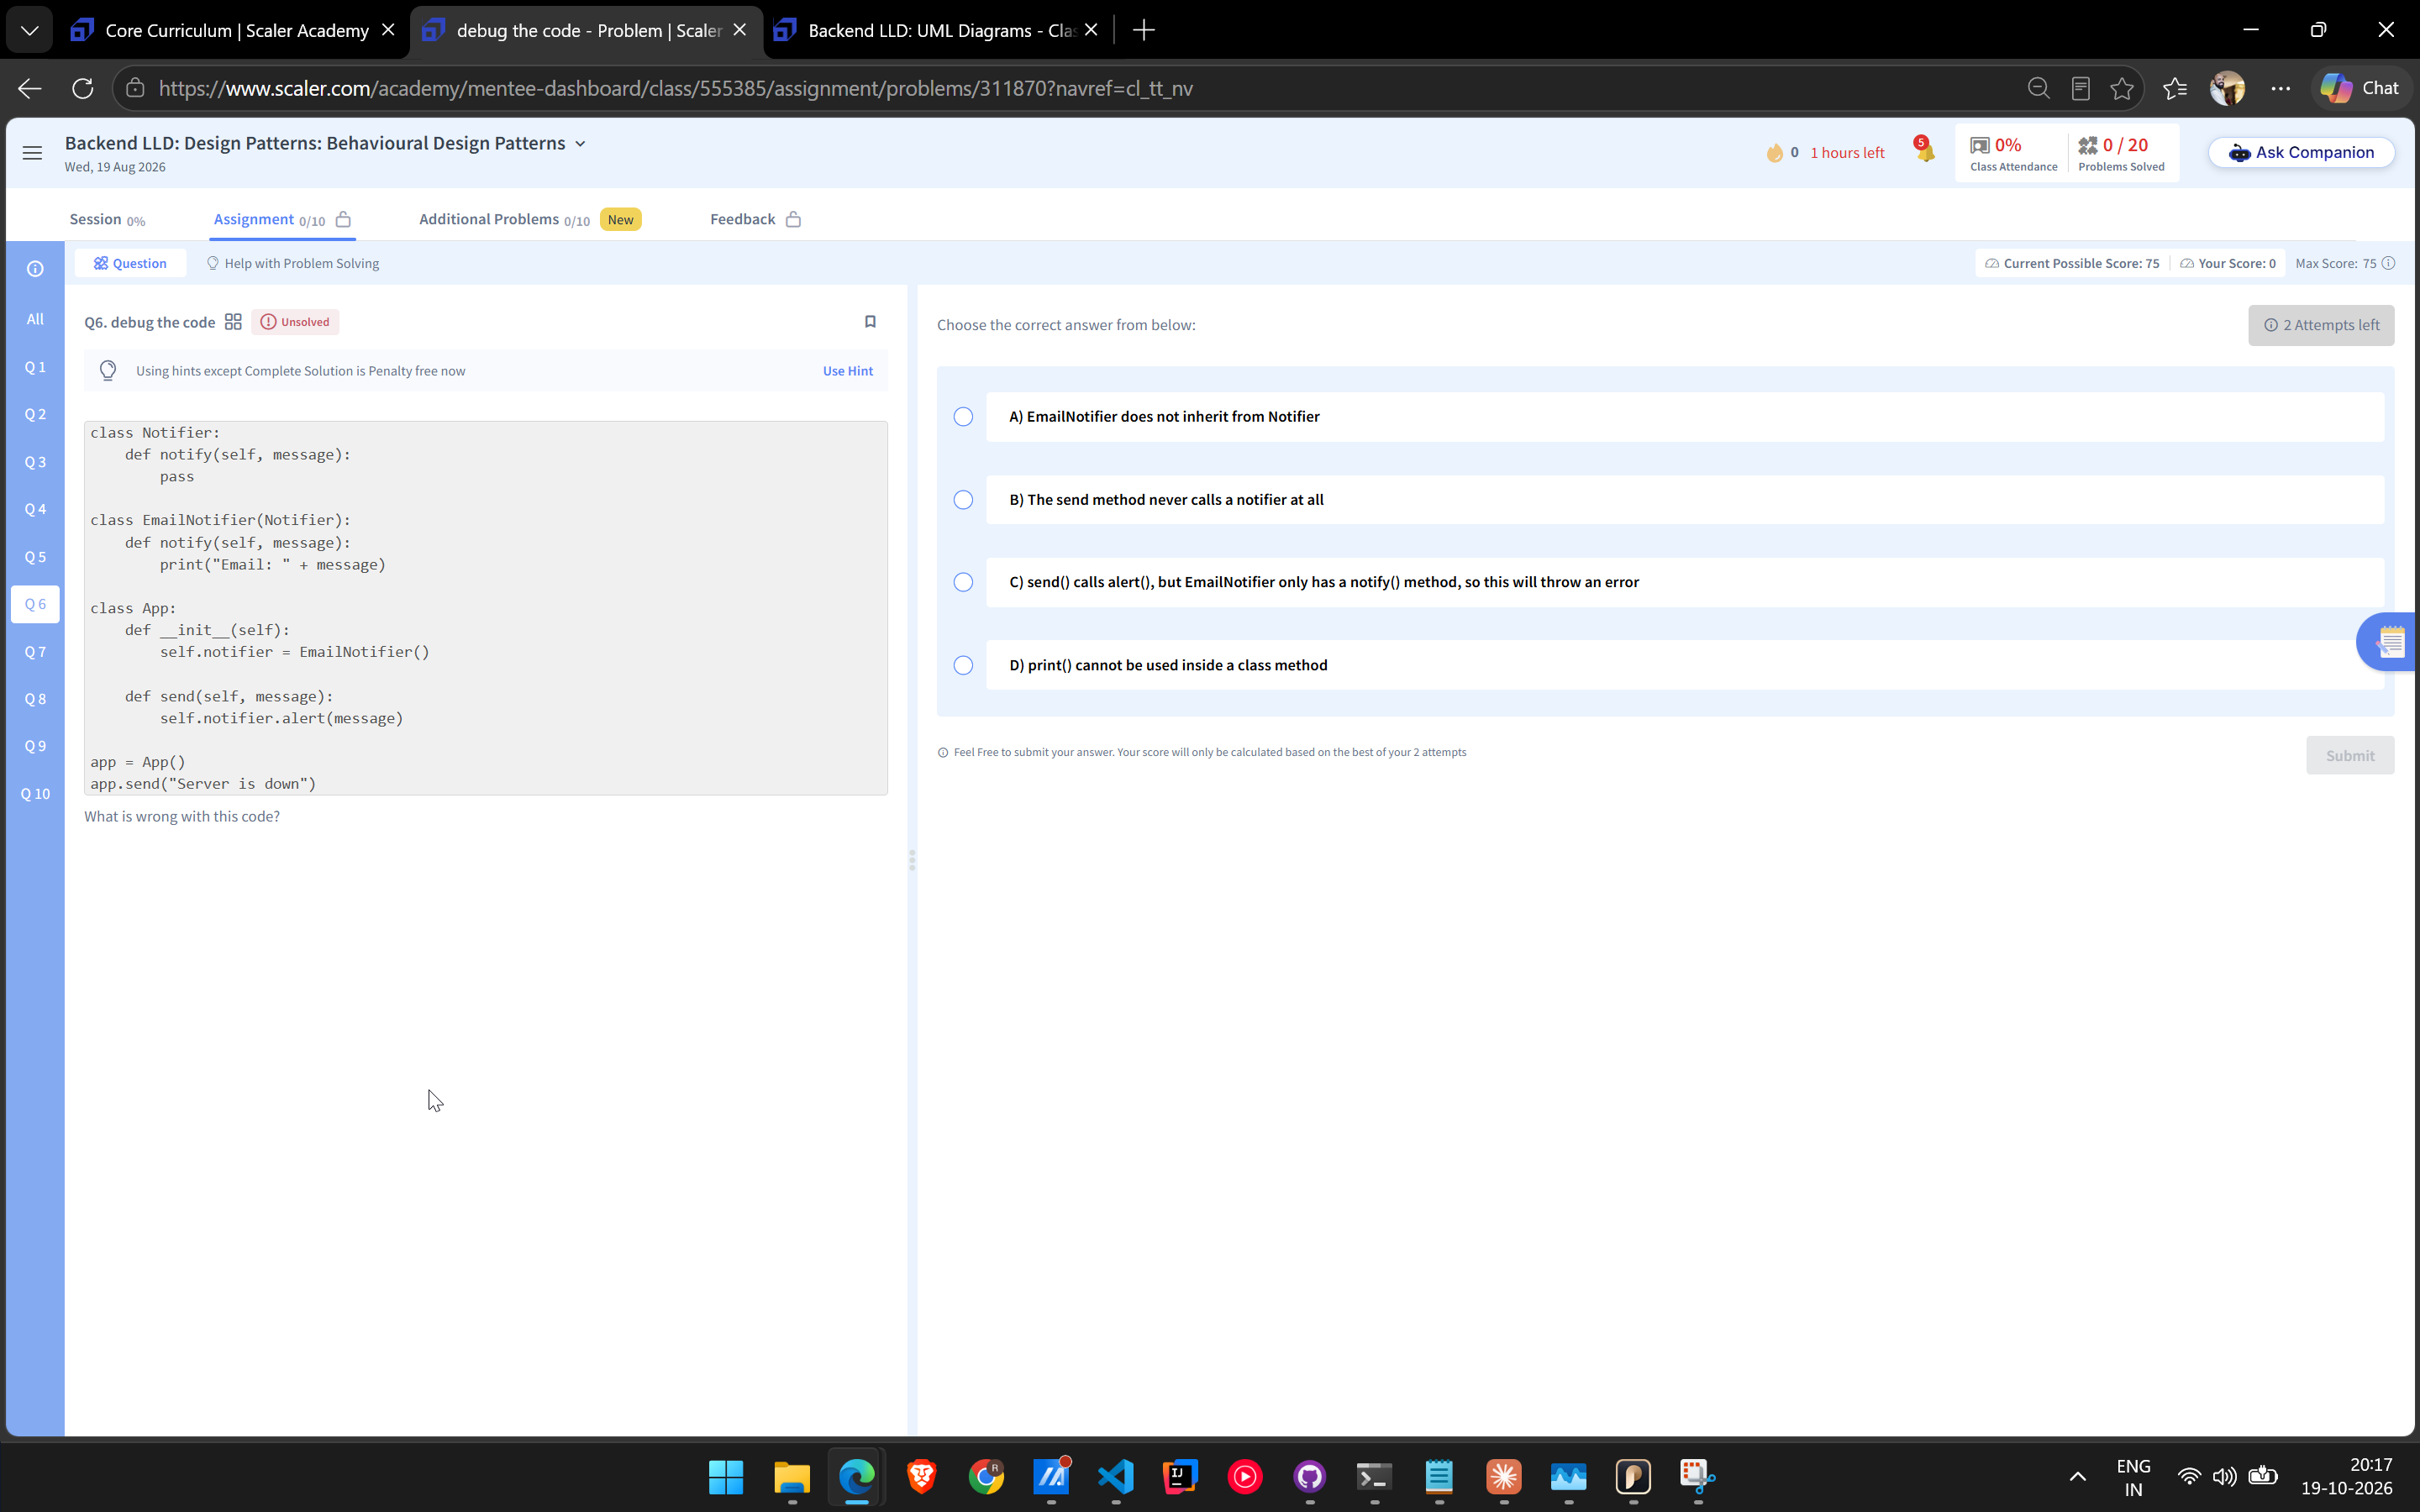 Core Curriculum | Scaler Academy
debug the code - Problem | Scaler
Backend LLD: UML Diagrams - Clas
https://www.scaler.com/academy/mentee-dashboard/class/555385/assignment/problems/311870?navref=cl_tt_nv
Chat
Backend LLD: Design Patterns: Behavioural Design Patterns
Wed, 19 Aug 2026
0 1 hours left
5
0%
Class Attendance
0 / 20
Problems Solved
Ask Companion
Session 0%
Assignment 0/10
Additional Problems 0/10 New
Feedback
Question
Help with Problem Solving
Current Possible Score: 75
Your Score: 0
Max Score: 75
All
Q 1
Q 2
Q 3
Q 4
Q 5
Q 6
Q 7
Q 8
Q 9
Q 10
Q6. debug the code
Unsolved
Using hints except Complete Solution is Penalty free now
Use Hint
class Notifier:
    def notify(self, message):
        pass
class EmailNotifier(Notifier):
    def notify(self, message):
        print("Email: " + message)
class App:
    def __init__(self):
        self.notifier = EmailNotifier()
    def send(self, message):
        self.notifier.alert(message)
app = App()
app.send("Server is down")
What is wrong with this code?
Choose the correct answer from below:
2 Attempts left
A) EmailNotifier does not inherit from Notifier
B) The send method never calls a notifier at all
C) send() calls alert(), but EmailNotifier only has a notify() method, so this will throw an error
D) print() cannot be used inside a class method
Feel Free to submit your answer. Your score will only be calculated based on the best of your 2 attempts
Submit
R
IJ
ENG
IN
20:17
19-10-2026